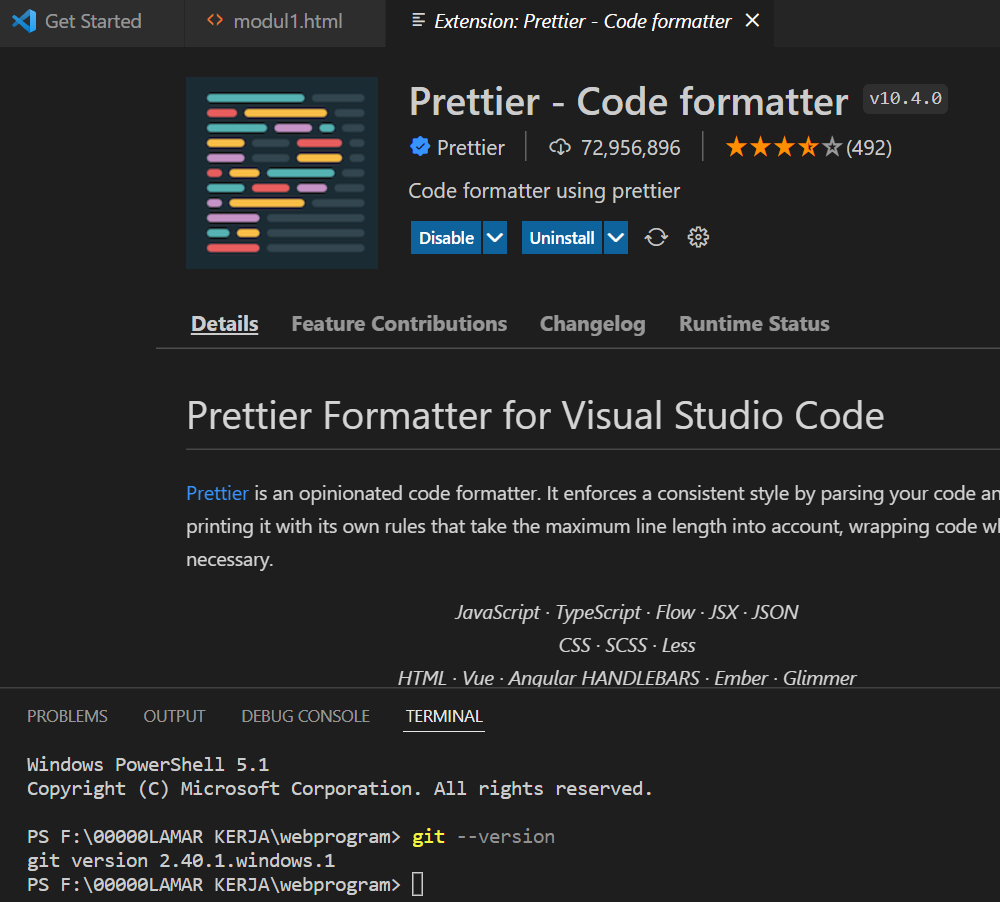 Get Started
modul1.html
Extension: Prettier - Code formatter
Prettier - Code formatter v10.4.0
Prettier 72,956,896 (492)
Code formatter using prettier
Disable Uninstall
Details Feature Contributions Changelog Runtime Status
Prettier Formatter for Visual Studio Code
Prettier is an opinionated code formatter. It enforces a consistent style by parsing your code an
printing it with its own rules that take the maximum line length into account, wrapping code wh
necessary.
JavaScript · TypeScript · Flow · JSX · JSON
CSS · SCSS · Less
HTML · Vue · Angular HANDLEBARS · Ember · Glimmer
PROBLEMS OUTPUT DEBUG CONSOLE TERMINAL
Windows PowerShell 5.1
Copyright (C) Microsoft Corporation. All rights reserved.
PS F:\00000LAMAR KERJA\webprogram> git --version
git version 2.40.1.windows.1
PS F:\00000LAMAR KERJA\webprogram>